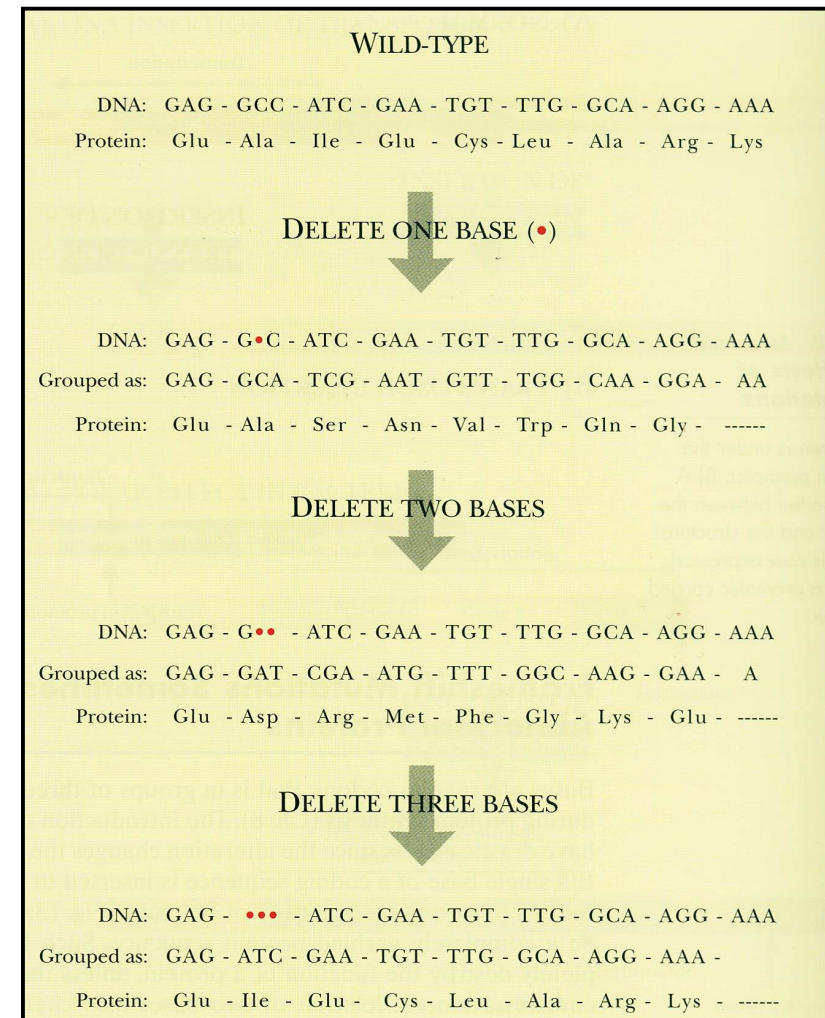 WILD-TYPE
DNA: GAG - GCC - ATC - GAA - TGT - TTG - GCA - AGG - AAA
Protein: Glu - Ala - Ile - Glu - Cys - Leu - Ala - Arg - Lys
DELETE ONE BASE (•)
DNA: GAG - G•C - ATC - GAA - TGT - TTG - GCA - AGG - AAA
Grouped as: GAG - GCA - TCG - AAT - GTT - TGG - CAA - GGA - AA
Protein: Glu - Ala - Ser - Asn - Val - Trp - Gln - Gly - ------
DELETE TWO BASES
DNA: GAG - G•• - ATC - GAA - TGT - TTG - GCA - AGG - AAA
Grouped as: GAG - GAT - CGA - ATG - TTT - GGC - AAG - GAA - A
Protein: Glu - Asp - Arg - Met - Phe - Gly - Lys - Glu - ------
DELETE THREE BASES
DNA: GAG - ••• - ATC - GAA - TGT - TTG - GCA - AGG - AAA
Grouped as: GAG - ATC - GAA - TGT - TTG - GCA - AGG - AAA -
Protein: Glu - Ile - Glu - Cys - Leu - Ala - Arg - Lys - ------